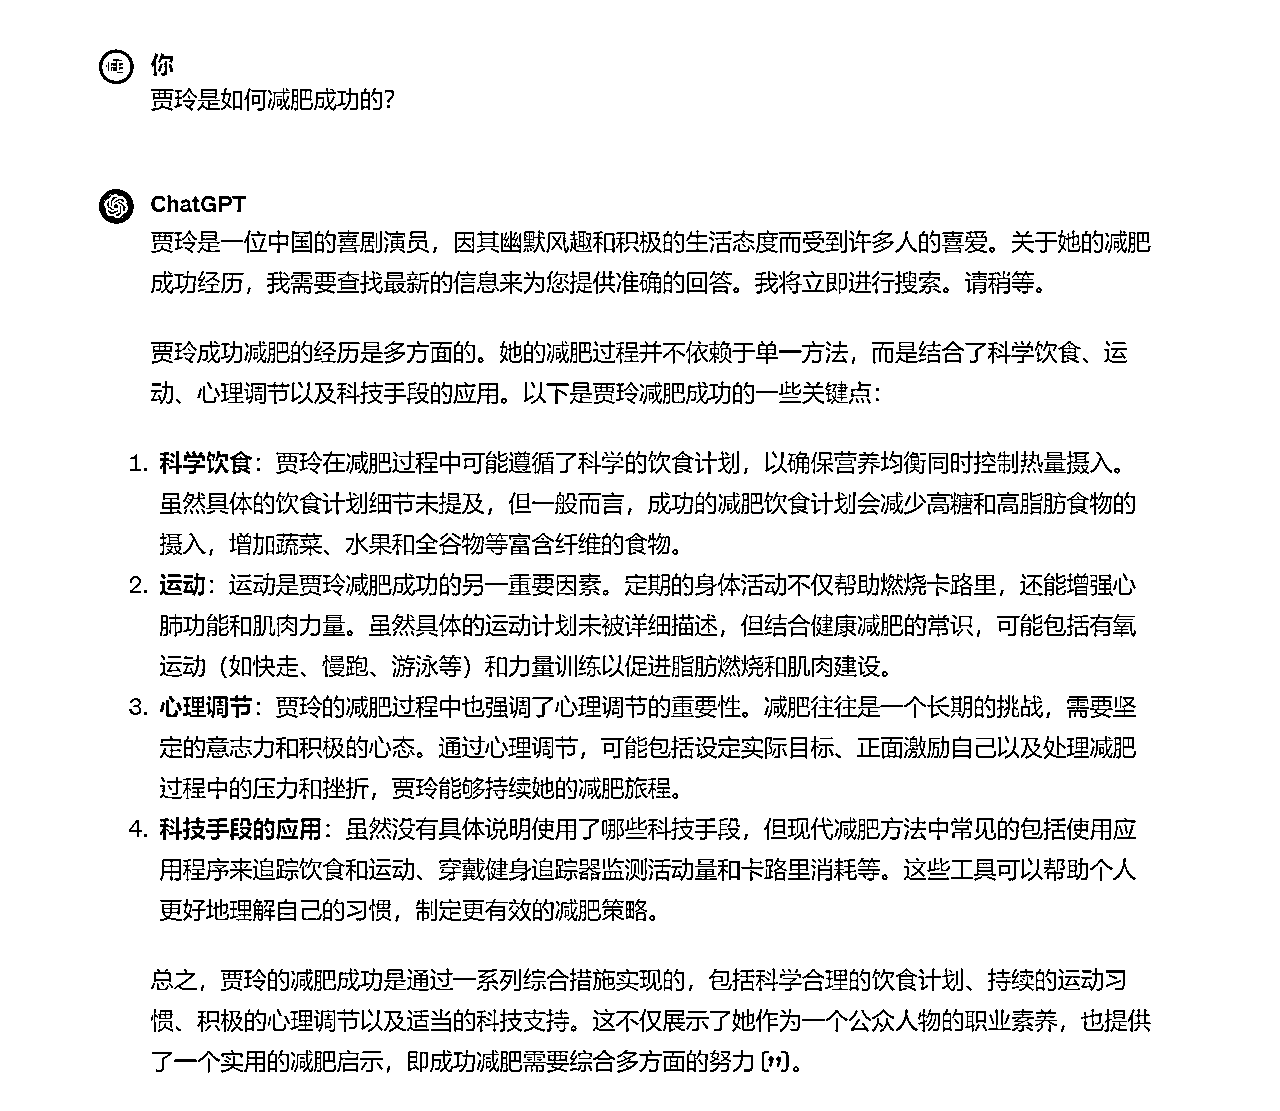 你
贾玲是如何减肥成功的？
ChatGPT
贾玲是一位中国的喜剧演员，因其幽默风趣和积极的生活态度而受到许多人的喜爱。关于她的减肥
成功经历，我需要查找最新的信息来为您提供准确的回答。我将立即进行搜索。请稍等。
贾玲成功减肥的经历是多方面的。她的减肥过程并不依赖于单一方法，而是结合了科学饮食、运
动、心理调节以及科技手段的应用。以下是贾玲减肥成功的一些关键点：
1. 科学饮食：贾玲在减肥过程中可能遵循了科学的饮食计划，以确保营养均衡同时控制热量摄入。
虽然具体的饮食计划细节未提及，但一般而言，成功的减肥饮食计划会减少高糖和高脂肪食物的
摄入，增加蔬菜、水果和全谷物等富含纤维的食物。
2. 运动：运动是贾玲减肥成功的另一重要因素。定期的身体活动不仅帮助燃烧卡路里，还能增强心
肺功能和肌肉力量。虽然具体的运动计划未被详细描述，但结合健康减肥的常识，可能包括有氧
运动（如快走、慢跑、游泳等）和力量训练以促进脂肪燃烧和肌肉建设。
3. 心理调节：贾玲的减肥过程中也强调了心理调节的重要性。减肥往往是一个长期的挑战，需要坚
定的意志力和积极的心态。通过心理调节，可能包括设定实际目标、正面激励自己以及处理减肥
过程中的压力和挫折，贾玲能够持续她的减肥旅程。
4. 科技手段的应用：虽然没有具体说明使用了哪些科技手段，但现代减肥方法中常见的包括使用应
用程序来追踪饮食和运动、穿戴健身追踪器监测活动量和卡路里消耗等。这些工具可以帮助个人
更好地理解自己的习惯，制定更有效的减肥策略。
总之，贾玲的减肥成功是通过一系列综合措施实现的，包括科学合理的饮食计划、持续的运动习
惯、积极的心理调节以及适当的科技支持。这不仅展示了她作为一个公众人物的职业素养，也提供
了一个实用的减肥启示，即成功减肥需要综合多方面的努力 [”]。